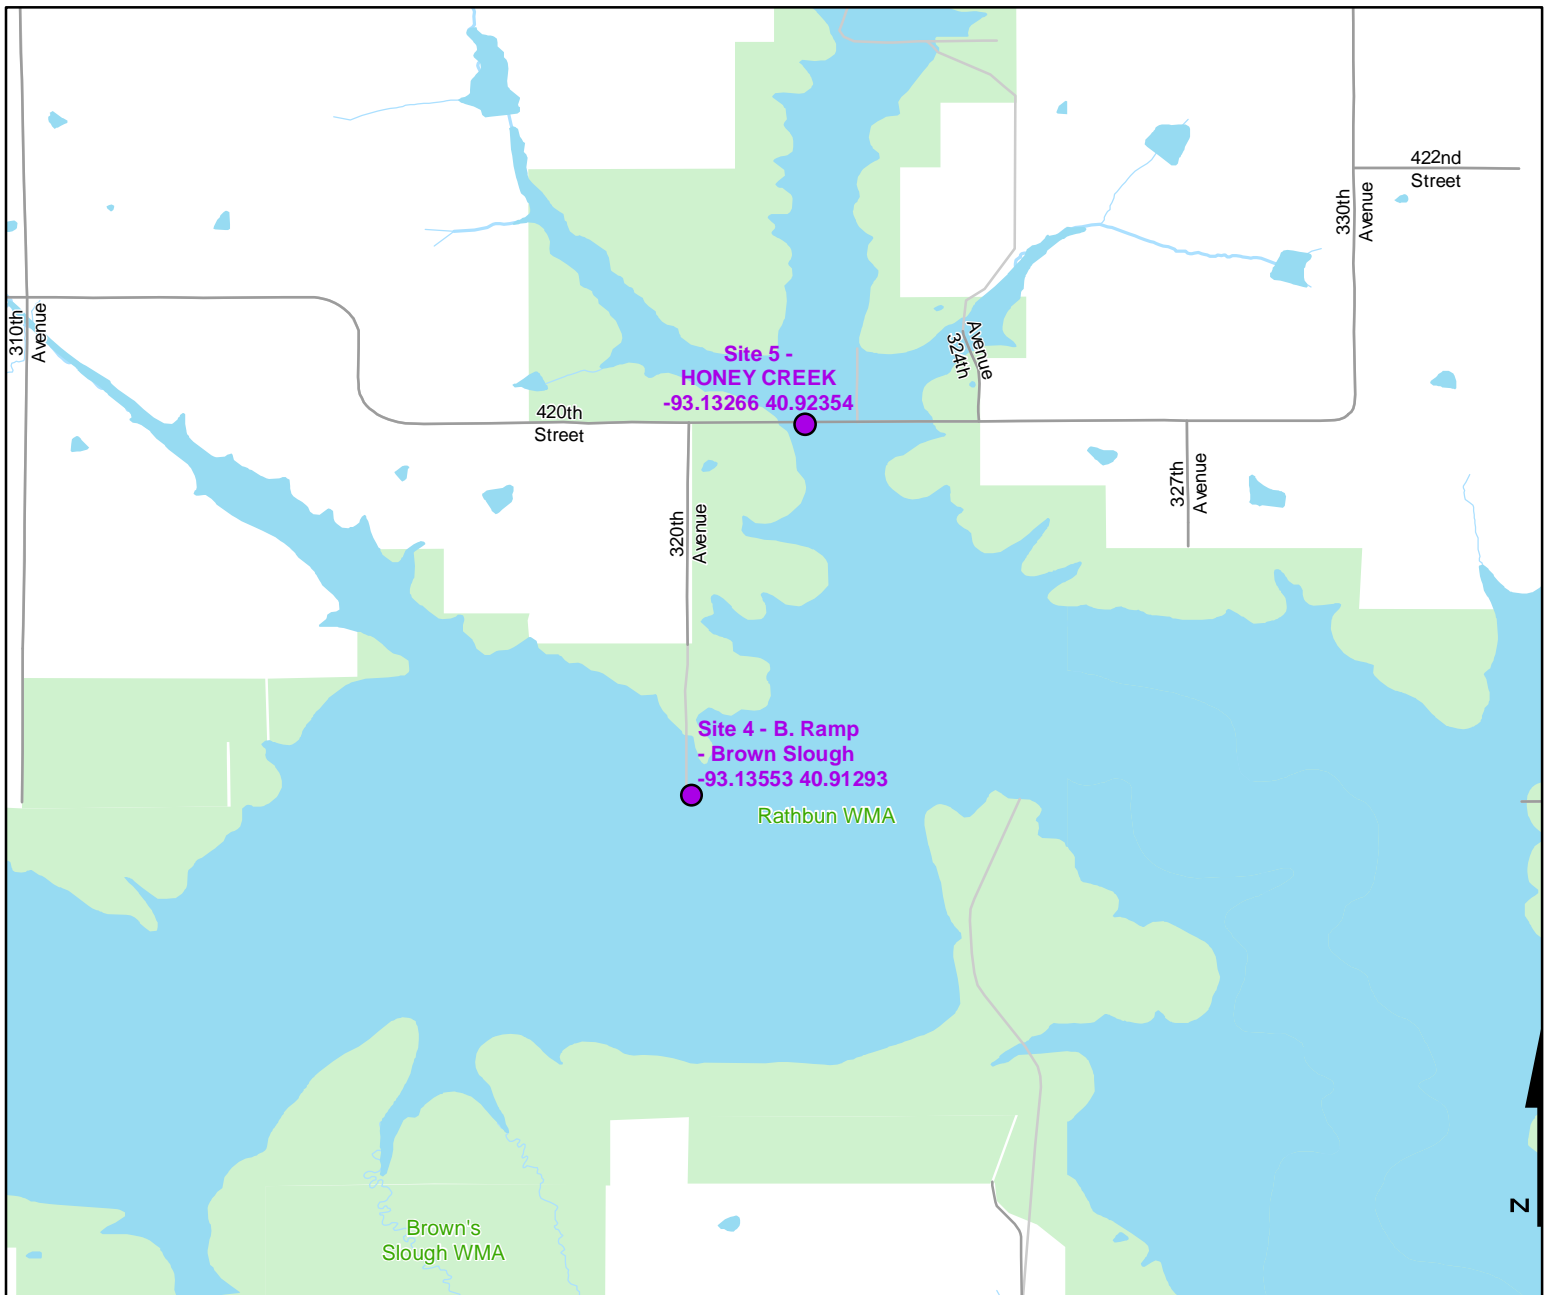 422nd
Street
330th
Avenue
310th
Avenue
324th
Avenue
Site 5 -
HONEY CREEK
-93.13266 40.92354
420th
Street
327th
Avenue
320th
Avenue
Site 4 - B. Ramp
- Brown Slough
-93.13553 40.91293
Rathbun WMA
Brown's
Slough WMA
N